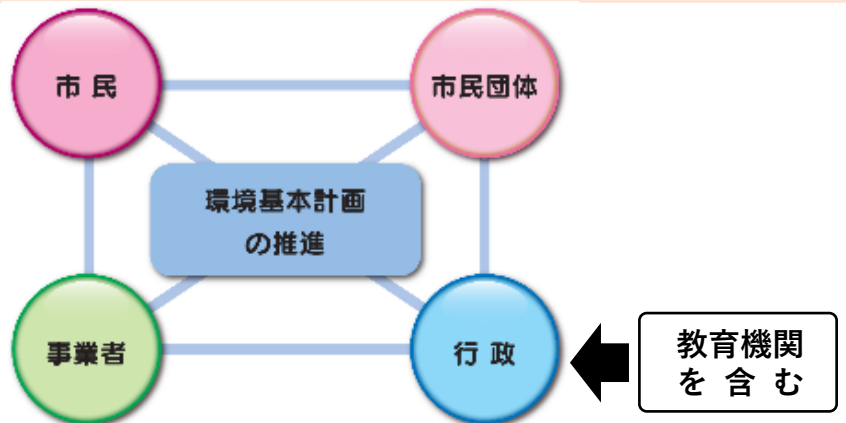 市民
市民団体
環境基本計画
の推進
事業者
行政
教育機関
を含む